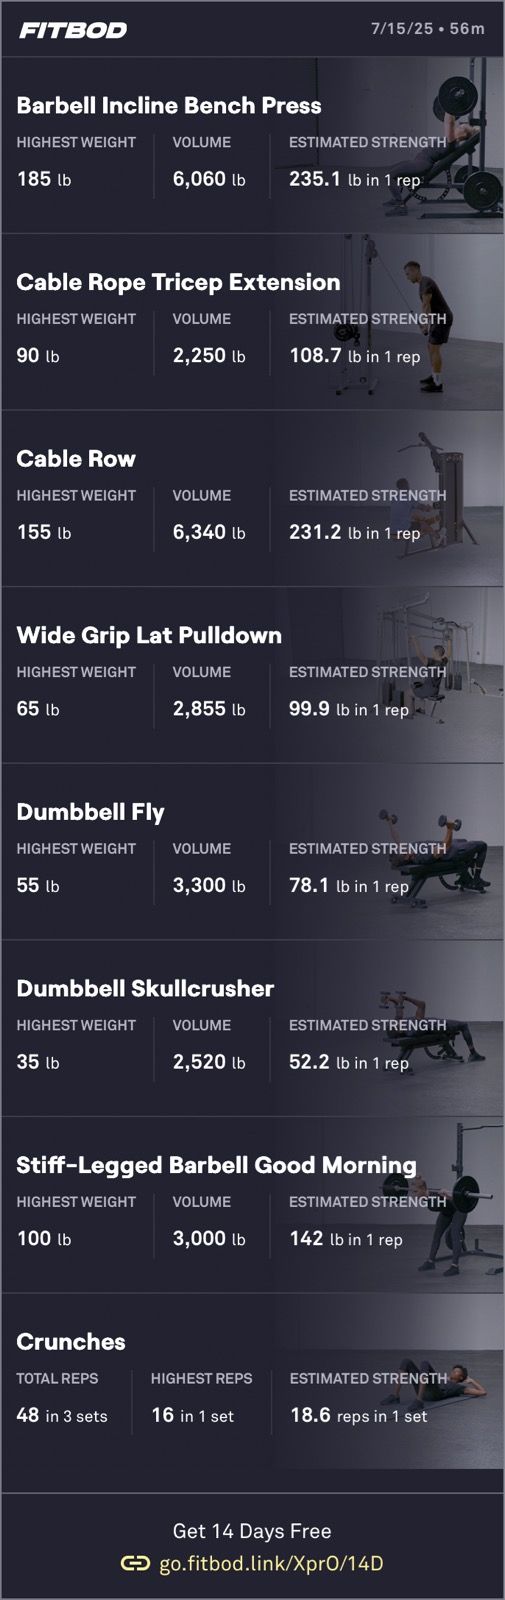 FITBOD 7/15/25 • 56m
Barbell Incline Bench Press
HIGHEST WEIGHT VOLUME ESTIMATED STRENGTH
185 lb 6,060 lb 235.1 lb in 1 rep
Cable Rope Tricep Extension
HIGHEST WEIGHT VOLUME ESTIMATED STRENGTH
90 lb 2,250 lb 108.7 lb in 1 rep
Cable Row
HIGHEST WEIGHT VOLUME ESTIMATED STRENGTH
155 lb 6,340 lb 231.2 lb in 1 rep
Wide Grip Lat Pulldown
HIGHEST WEIGHT VOLUME ESTIMATED STRENGTH
65 lb 2,855 lb 99.9 lb in 1 rep
Dumbbell Fly
HIGHEST WEIGHT VOLUME ESTIMATED STRENGTH
55 lb 3,300 lb 78.1 lb in 1 rep
Dumbbell Skullcrusher
HIGHEST WEIGHT VOLUME ESTIMATED STRENGTH
35 lb 2,520 lb 52.2 lb in 1 rep
Stiff-Legged Barbell Good Morning
HIGHEST WEIGHT VOLUME ESTIMATED STRENGTH
100 lb 3,000 lb 142 lb in 1 rep
Crunches
TOTAL REPS HIGHEST REPS ESTIMATED STRENGTH
48 in 3 sets 16 in 1 set 18.6 reps in 1 set
Get 14 Days Free
go.fitbod.link/XprO/14D